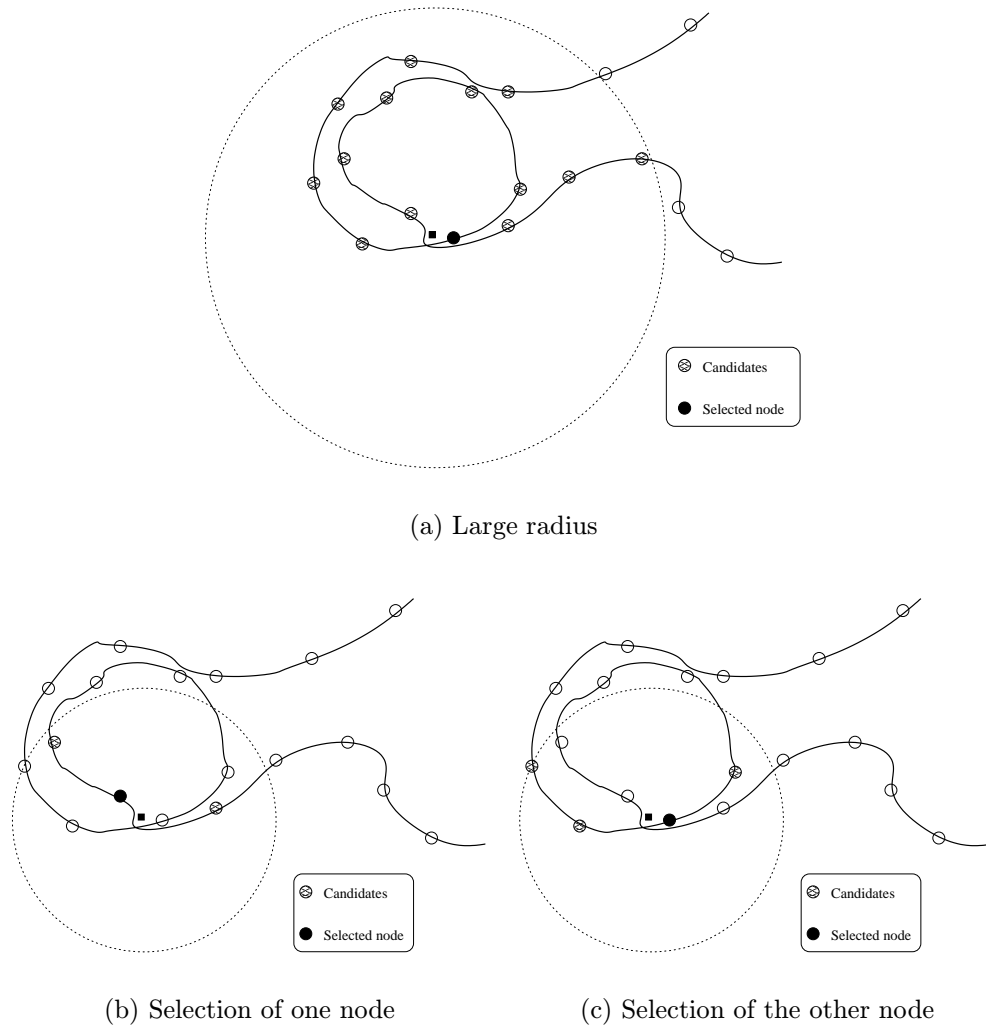 Candidates
Selected node
(a) Large radius
Candidates
Selected node
Candidates
Selected node
(b) Selection of one node
(c) Selection of the other node